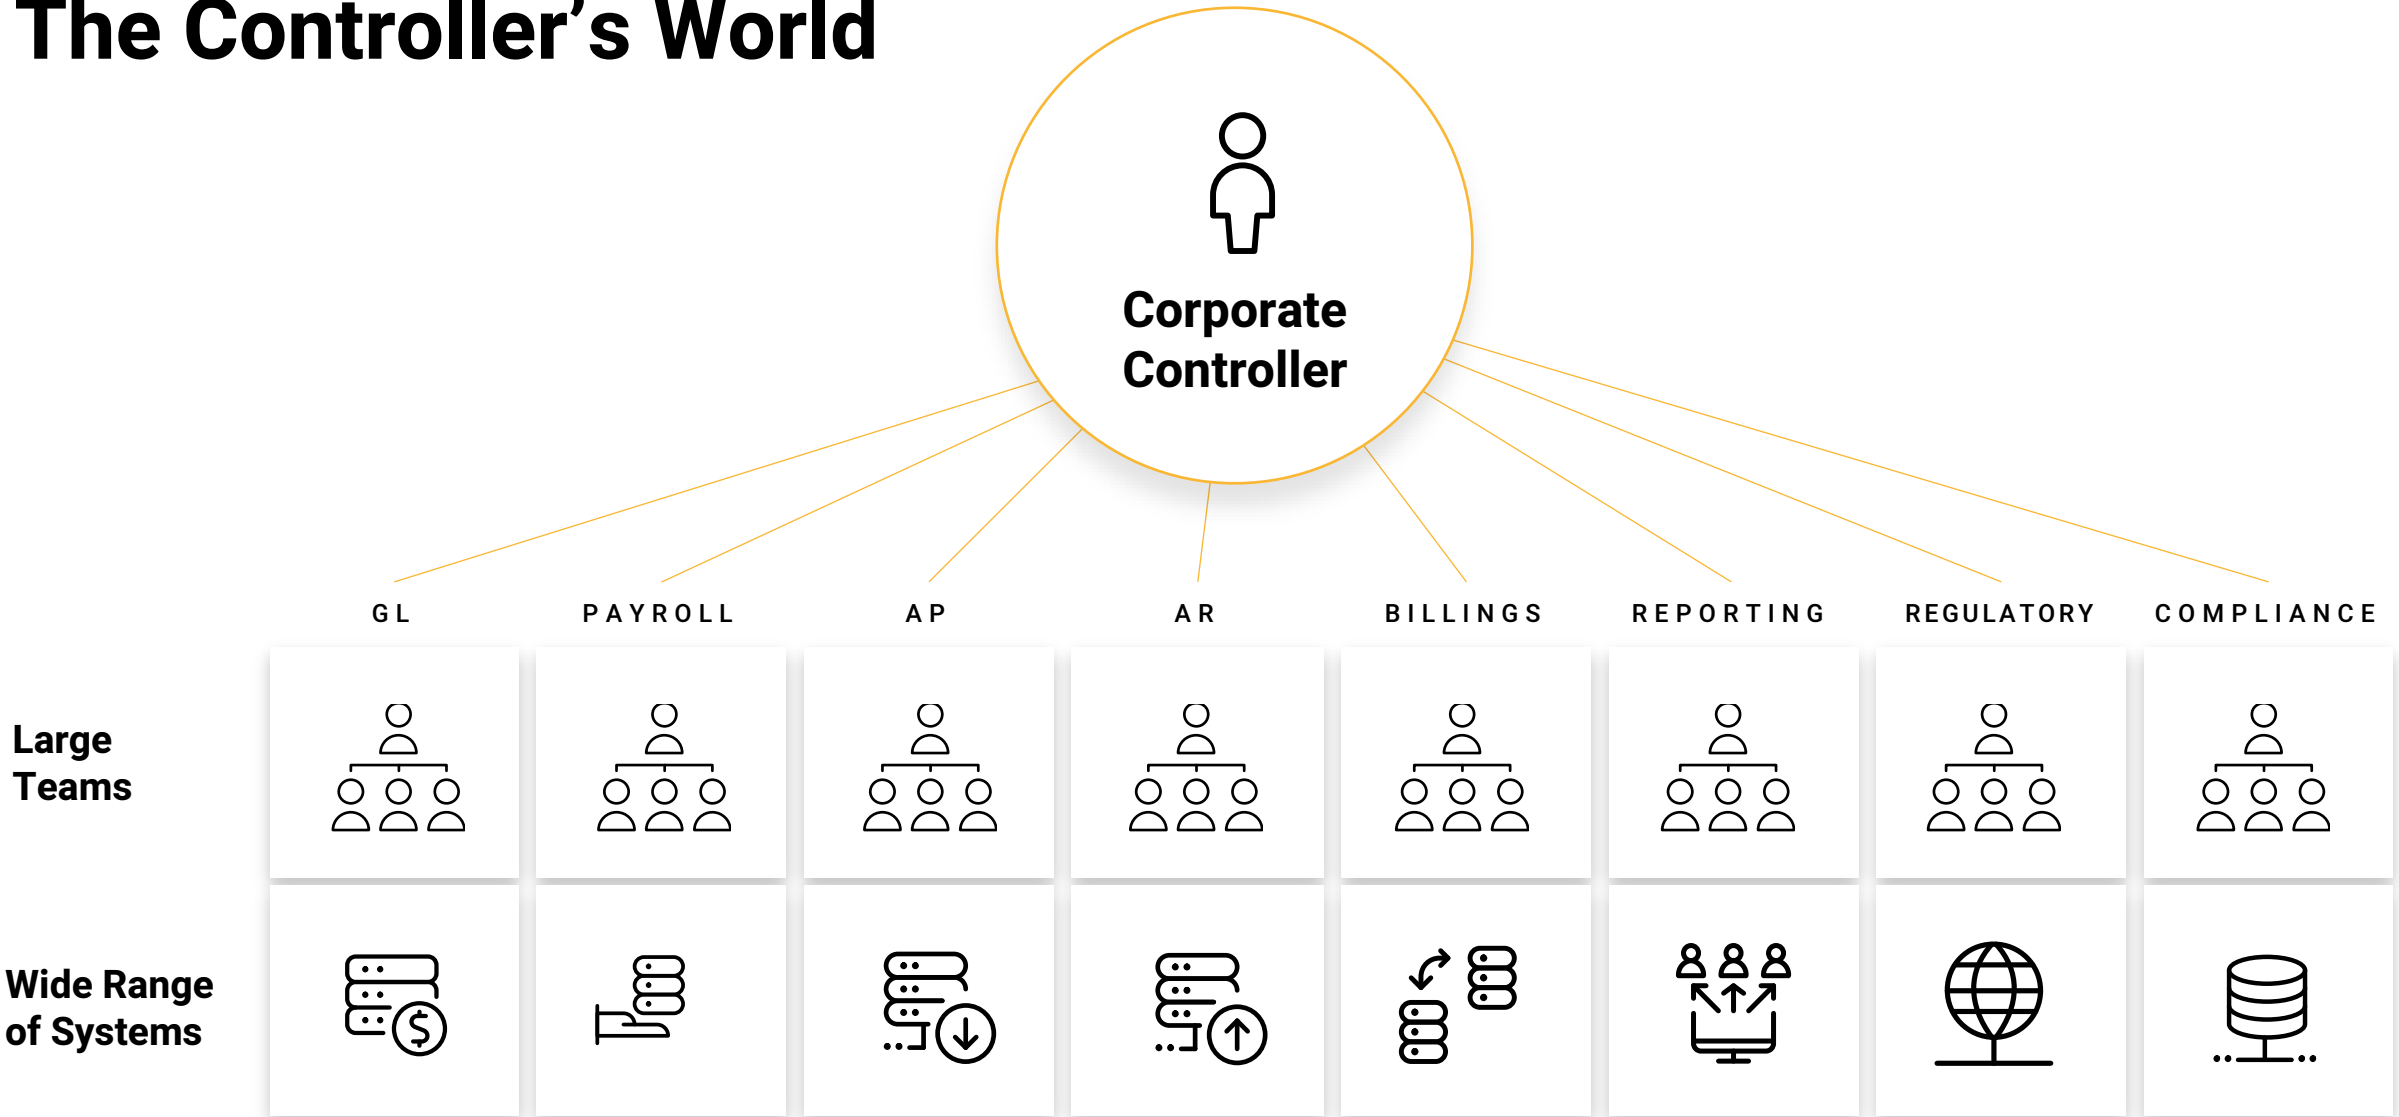 The Controller’s World
Corporate
Controller
GL PAYROLL AP AR BILLINGS REPORTING REGULATORY COMPLIANCE
Large
Teams
Wide Range
of Systems